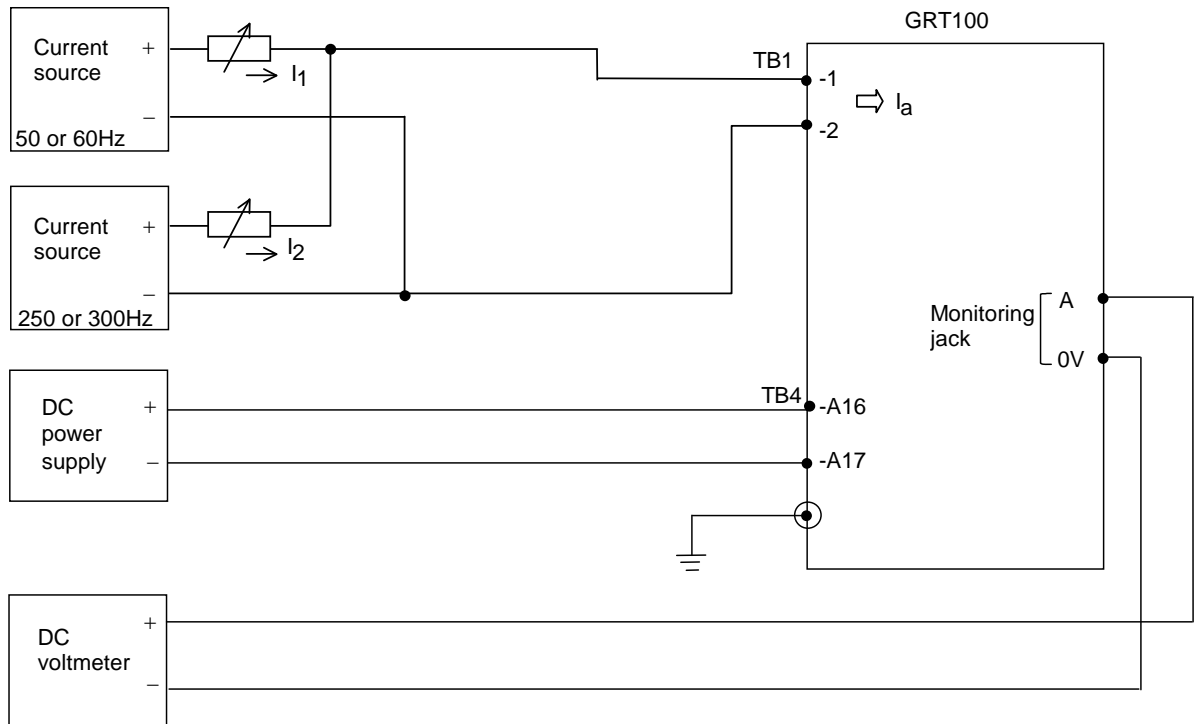 GRT100
Current
source
+
−
50 or 60Hz
I1
TB1
-1
Ia
-2
Current
source
+
−
250 or 300Hz
I2
Monitoring
jack
A
0V
DC
power
supply
+
−
TB4
-A16
-A17
DC
voltmeter
+
−